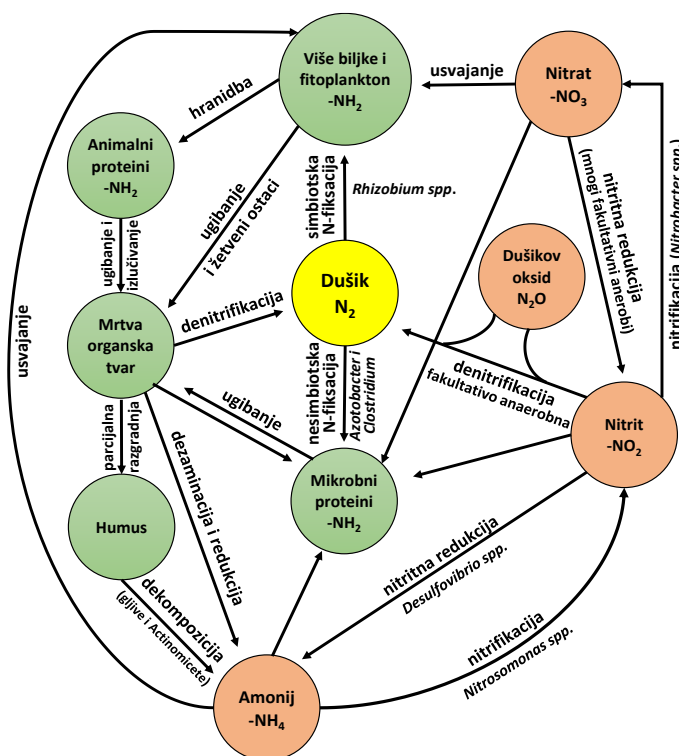 Više biljke i
fitoplankton
-NH₂
usvajanje
Nitrat
-NO₃
hranidba
Animalni
proteini
-NH₂
ugibanje
i žetveni ostaci
simbiotska
N-fiksacija
Rhizobium spp.
nitritna redukcija
(mnogi fakultativni anerobi)
nitrifikacija (Nitrobacter spp.)
ugibanje i
izlučivanje
Dušik
N₂
Dušikov
oksid
N₂O
Mrtva
organska
tvar
denitrifikacija
usvajanje
nesimbiotska
N-fiksacija
Azotobacter i
Clostridium
denitrifikacija
fakultativo anaerobna
Nitrit
-NO₂
ugibanje
parcijalna
razgradnja
dezaminacija i redukcija
Mikrobni
proteini
-NH₂
Humus
nitritna redukcija
Desulfovibrio spp.
dekompozicija
(gljive i Actinomicete)
nitrifikacija
Nitrosomonas spp.
Amonij
-NH₄